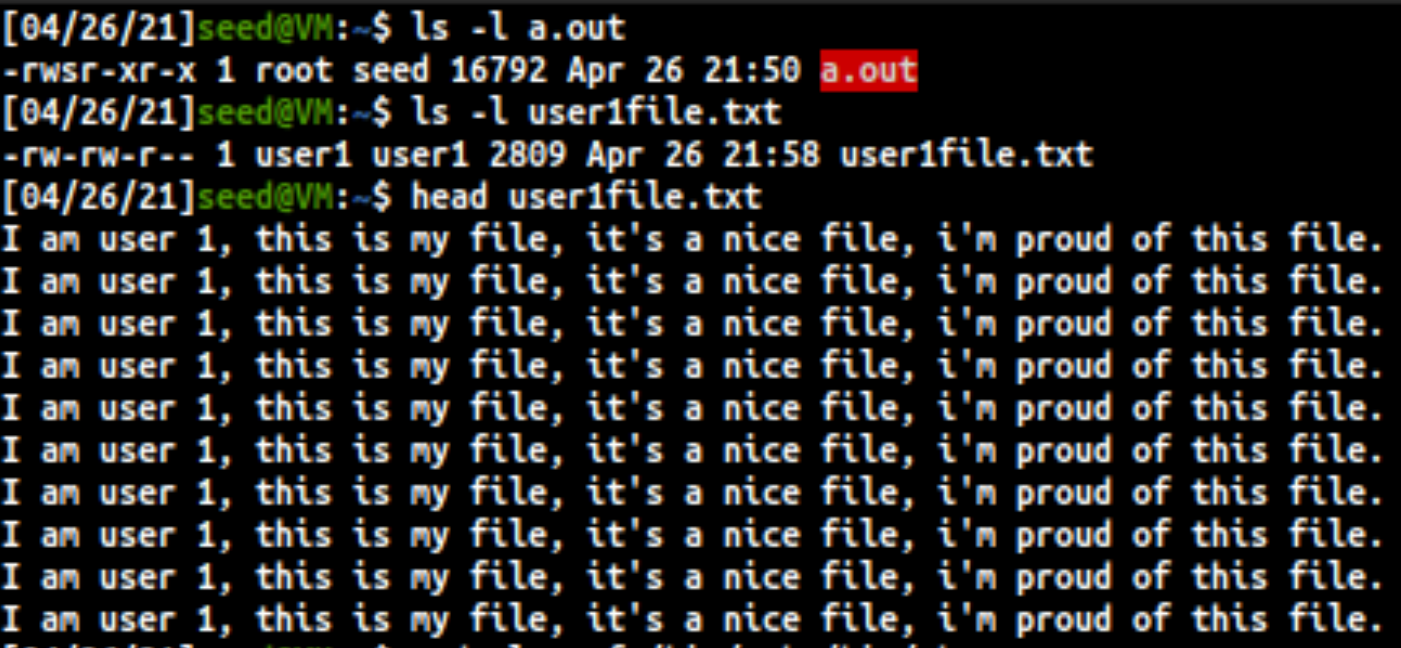 [04/26/21]seed@VM:~$ ls -l a.out
-rwsr-xr-x 1 root seed 16792 Apr 26 21:50 a.out
[04/26/21]seed@VM:~$ ls -l user1file.txt
-rw-rw-r-- 1 user1 user1 2809 Apr 26 21:58 user1file.txt
[04/26/21]seed@VM:~$ head user1file.txt
I am user 1, this is my file, it's a nice file, i'm proud of this file.
I am user 1, this is my file, it's a nice file, i'm proud of this file.
I am user 1, this is my file, it's a nice file, i'm proud of this file.
I am user 1, this is my file, it's a nice file, i'm proud of this file.
I am user 1, this is my file, it's a nice file, i'm proud of this file.
I am user 1, this is my file, it's a nice file, i'm proud of this file.
I am user 1, this is my file, it's a nice file, i'm proud of this file.
I am user 1, this is my file, it's a nice file, i'm proud of this file.
I am user 1, this is my file, it's a nice file, i'm proud of this file.
I am user 1, this is my file, it's a nice file, i'm proud of this file.